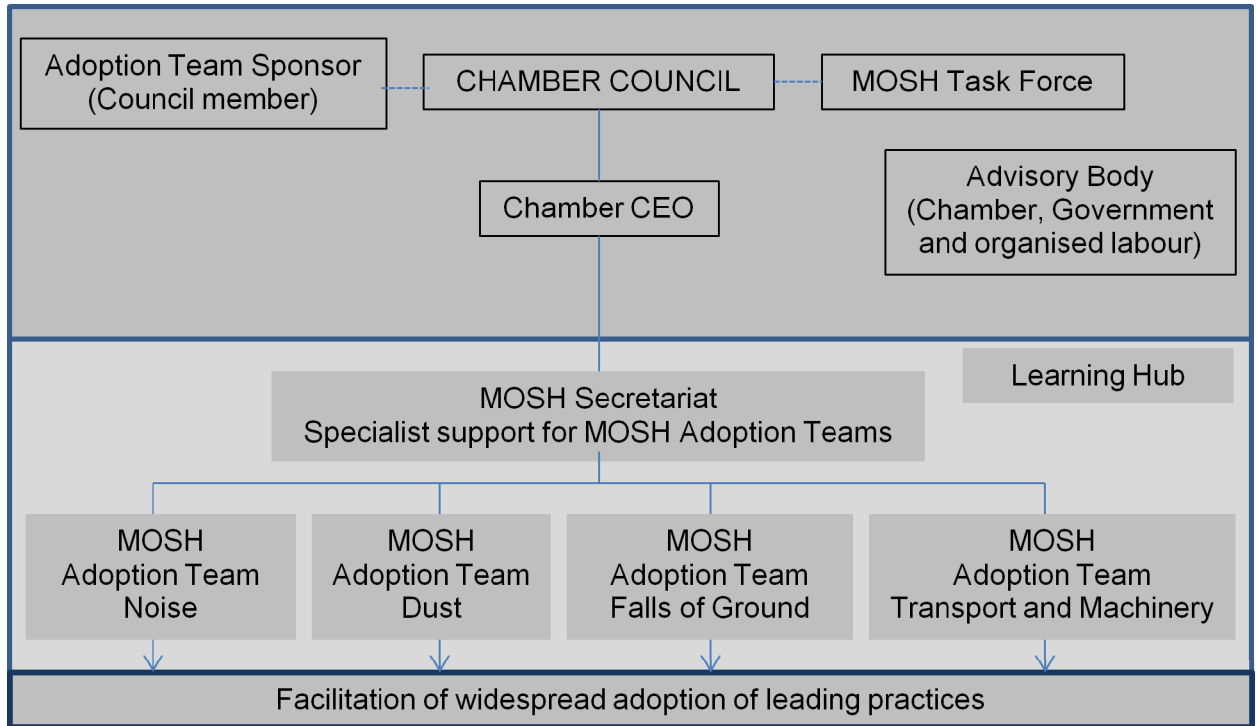 Adoption Team Sponsor
(Council member)
CHAMBER COUNCIL
MOSH Task Force
Chamber CEO
Advisory Body
(Chamber, Government
and organised labour)
Learning Hub
MOSH Secretariat
Specialist support for MOSH Adoption Teams
MOSH
Adoption Team
Noise
MOSH
Adoption Team
Dust
MOSH
Adoption Team
Falls of Ground
MOSH
Adoption Team
Transport and Machinery
Facilitation of widespread adoption of leading practices